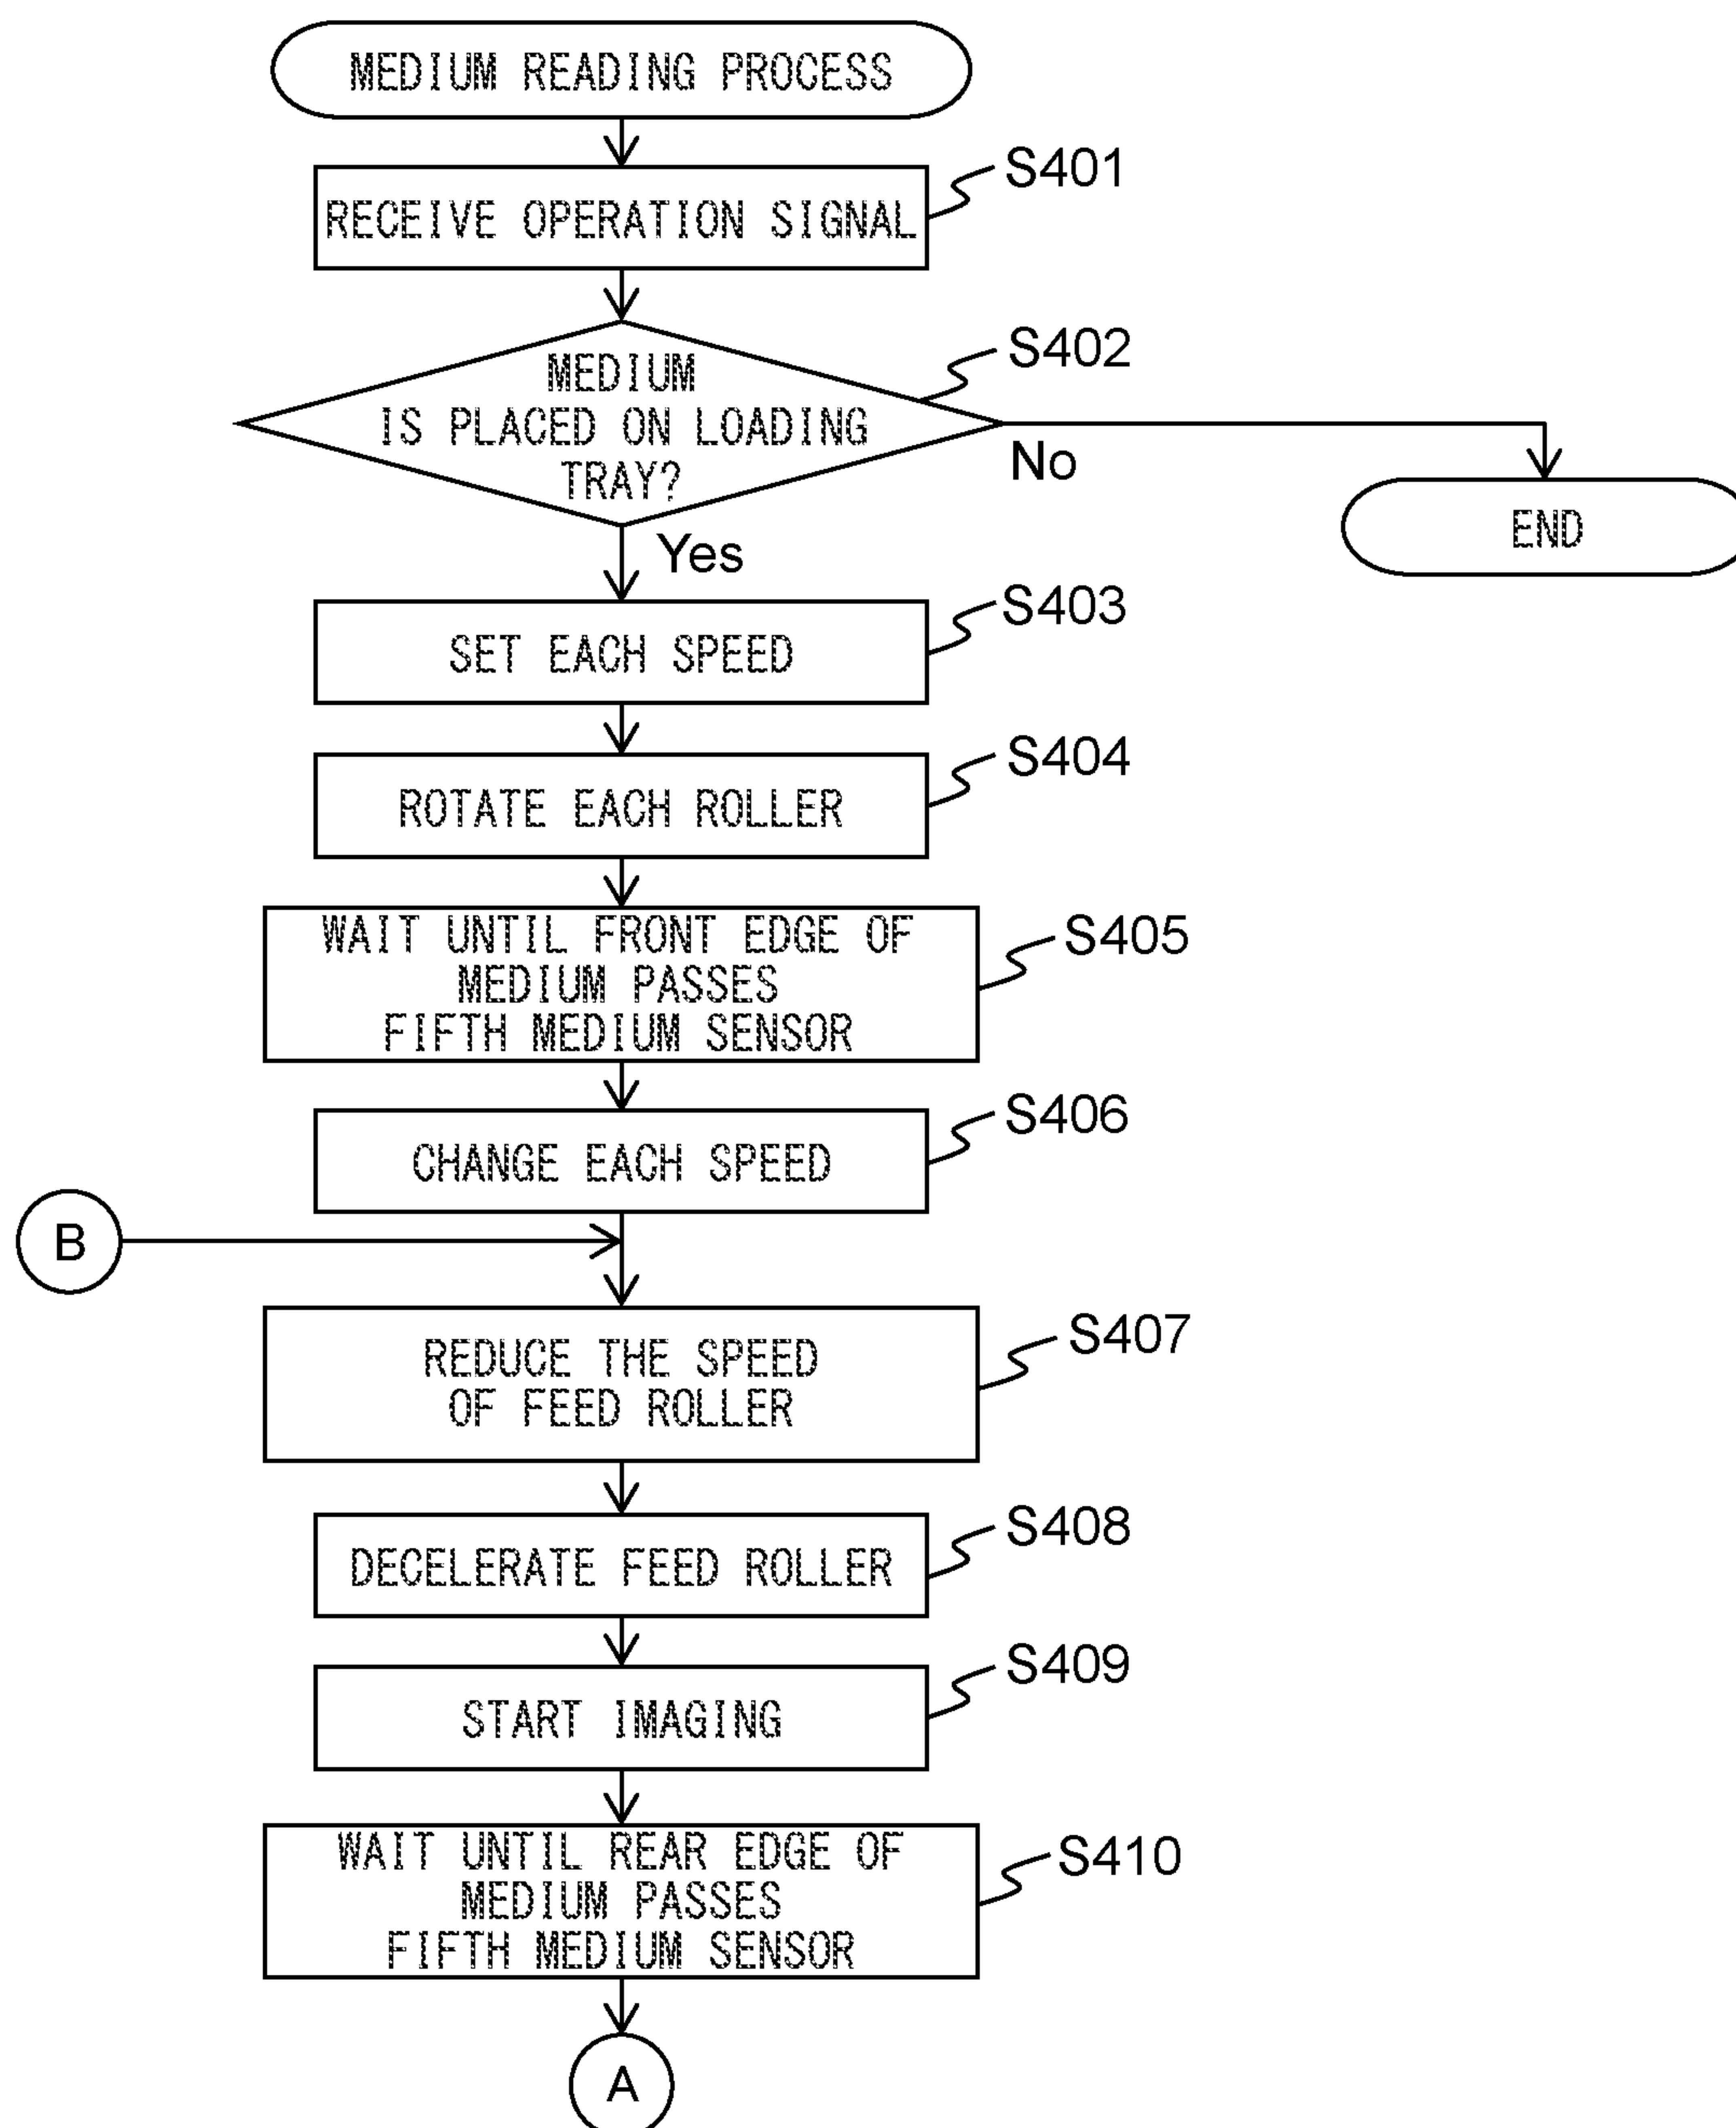 MEDIUM READING PROCESS
S401
RECEIVE OPERATION SIGNAL
S402
MEDIUM
IS PLACED ON LOADING
TRAY?
No
END
Yes
S403
SET EACH SPEED
S404
ROTATE EACH ROLLER
S405
WAIT UNTIL FRONT EDGE OF
MEDIUM PASSES
FIFTH MEDIUM SENSOR
S406
CHANGE EACH SPEED
B
S407
REDUCE THE SPEED
OF FEED ROLLER
S408
DECELERATE FEED ROLLER
S409
START IMAGING
S410
WAIT UNTIL REAR EDGE OF
MEDIUM PASSES
FIFTH MEDIUM SENSOR
A